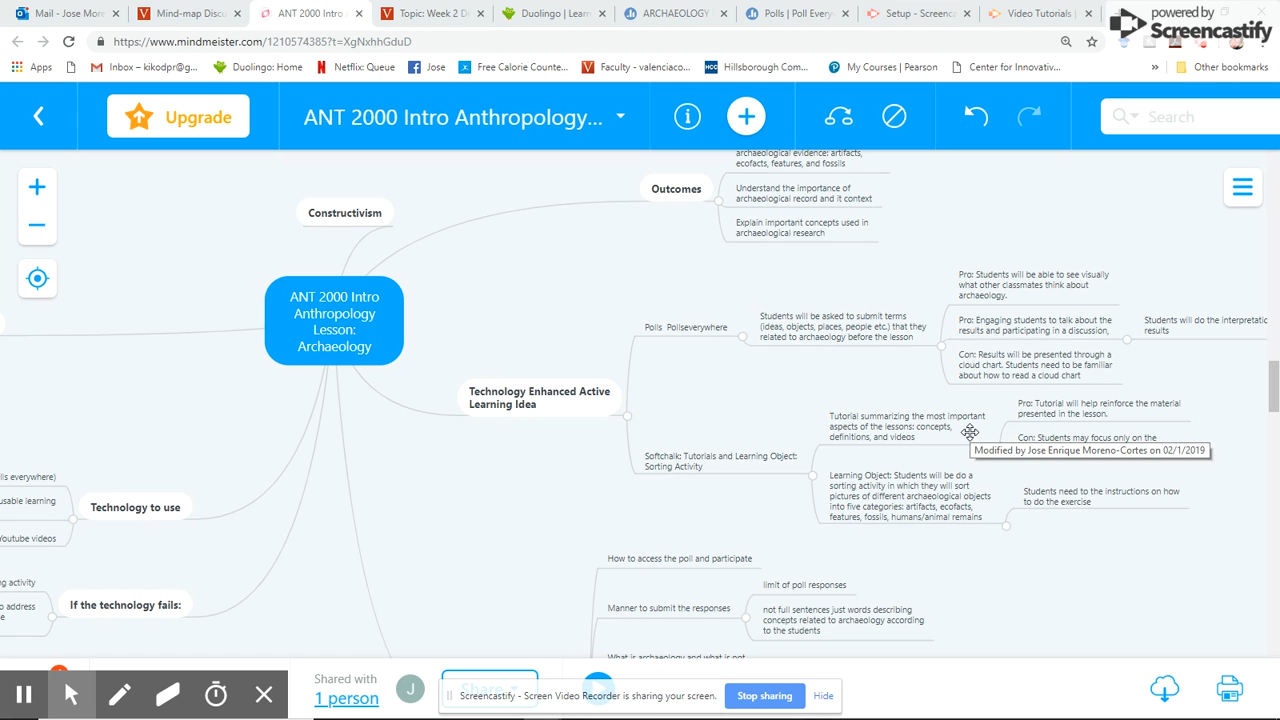 Mail - Jose More
Mind-map Discu
ANT 2000 Intro
Topic: Week 2 D
Duolingo | Learn
ARCHAEOLOGY
Polls | Poll Every
Setup - Screenca
Video Tutorials |
powered by
Screencastify
https://www.mindmeister.com/1210574385?t=XgNxhhGduD
Apps
Inbox – kikodpr@g...
Duolingo: Home
Netflix: Queue
Jose
Free Calorie Counte...
Faculty - valenciaco...
Hillsborough Com...
My Courses | Pearson
Center for Innovativ...
»
Other bookmarks
Upgrade
ANT 2000 Intro Anthropology...
Search
archaeological evidence: artifacts,
ecofacts, features, and fossils
Outcomes
Understand the importance of
archaeological record and it context
Explain important concepts used in
archaeological research
Constructivism
ANT 2000 Intro
Anthropology
Lesson:
Archaeology
Technology Enhanced Active
Learning Idea
Polls Pollseverywhere
Students will be asked to submit terms
(ideas, objects, places, people etc.) that they
related to archaeology before the lesson
Pro: Students will be able to see visually
what other classmates think about
archaeology.
Pro: Engaging students to talk about the
results and participating in a discussion,
Students will do the interpretatio
results
Con: Results will be presented through a
cloud chart. Students need to be familiar
about how to read a cloud chart
Softchalk: Tutorials and Learning Object:
Sorting Activity
Tutorial summarizing the most important
aspects of the lessons: concepts,
definitions, and videos
Pro: Tutorial will help reinforce the material
presented in the lesson.
Con: Students may focus only on the
Modified by Jose Enrique Moreno-Cortes on 02/1/2019
Learning Object: Students will be do a
sorting activity in which they will sort
pictures of different archaeological objects
into five categories: artifacts, ecofacts,
features, fossils, humans/animal remains
Students need to the instructions on how
to do the exercise
lls everywhere)
usable learning
Youtube videos
Technology to use
ng activity
o address
e
If the technology fails:
How to access the poll and participate
Manner to submit the responses
limit of poll responses
not full sentences just words describing
concepts related to archaeology according
to the students
What is archaeology and what is not
Shared with
1 person
J
Share
Screencastify - Screen Video Recorder is sharing your screen.
Stop sharing
Hide